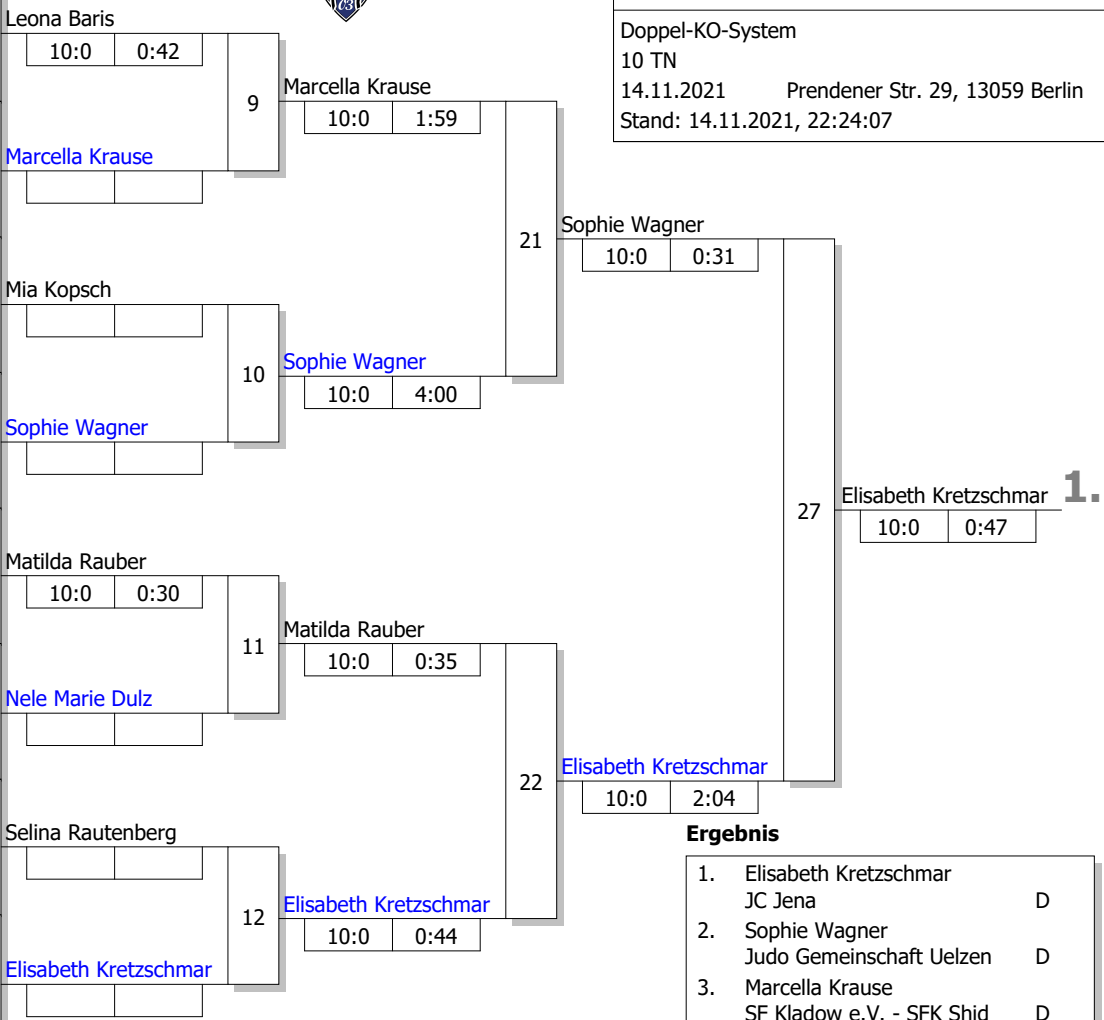 Leona Baris
10:0 0:42
9
Marcella Krause
10:0 1:59
Marcella Krause
21
Sophie Wagner
10:0 0:31
Mia Kopsch
10
Sophie Wagner
10:0 4:00
Sophie Wagner
27
Elisabeth Kretzschmar 1.
10:0 0:47
Matilda Rauber
10:0 0:30
11
Matilda Rauber
10:0 0:35
Nele Marie Dulz
22
Elisabeth Kretzschmar
10:0 2:04
Selina Rautenberg
12
Elisabeth Kretzschmar
10:0 0:44
Elisabeth Kretzschmar
Doppel-KO-System
10 TN
14.11.2021 Prendener Str. 29, 13059 Berlin
Stand: 14.11.2021, 22:24:07
Ergebnis
1. Elisabeth Kretzschmar
JC Jena D
2. Sophie Wagner
Judo Gemeinschaft Uelzen D
3. Marcella Krause
SF Kladow e.V. - SFK Shid D